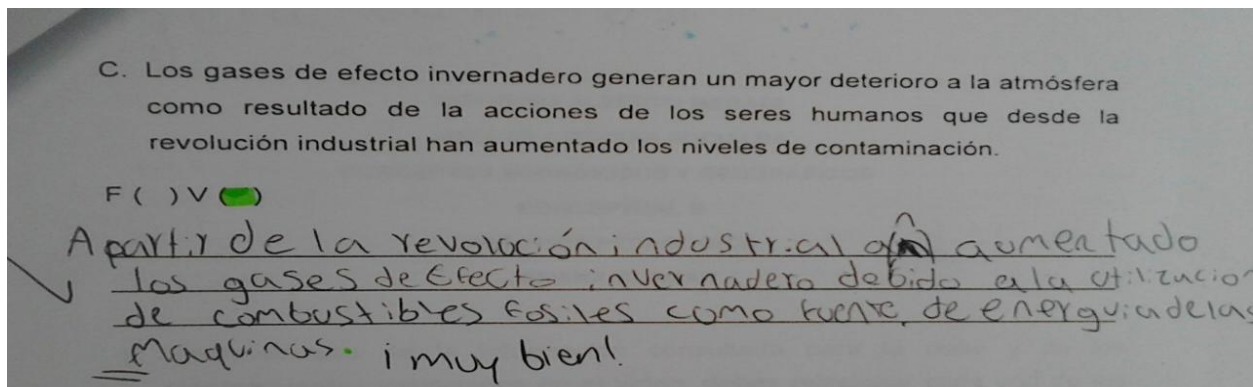 C. Los gases de efecto invernadero generan un mayor deterioro a la atmósfera
como resultado de la acciones de los seres humanos que desde la
revolución industrial han aumentado los niveles de contaminación.
F ( ) V ( )
A partir de la revolución industrial aumentado
los gases de Efecto invernadero debido a la utilizacion
de combustibles fosiles como fuente de energuia de las
Maquinas. ¡muy bien!